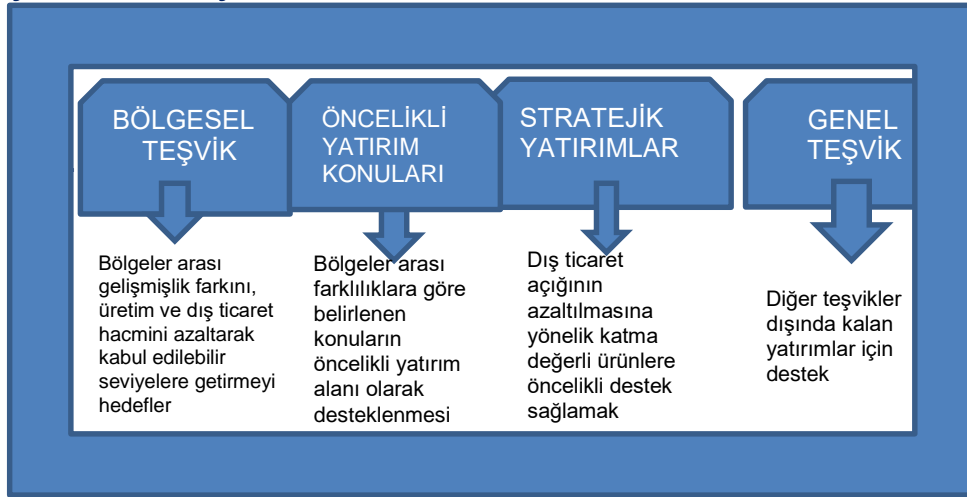 BÖLGESEL
TEŞVİK
Bölgeler arası
gelişmişlik farkını,
üretim ve dış ticaret
hacmini azaltarak
kabul edilebilir
seviyelere getirmeyi
hedefler
ÖNCELİKLİ
YATIRIM
KONULARI
Bölgeler arası
farklılıklara göre
belirlenen
konuların
öncelikli yatırım
alanı olarak
desteklenmesi
STRATEJİK
YATIRIMLAR
Dış ticaret
açığının
azaltılmasına
yönelik katma
değerli ürünlere
öncelikli destek
sağlamak
GENEL
TEŞVİK
Diğer teşvikler
dışında kalan
yatırımlar için
destek